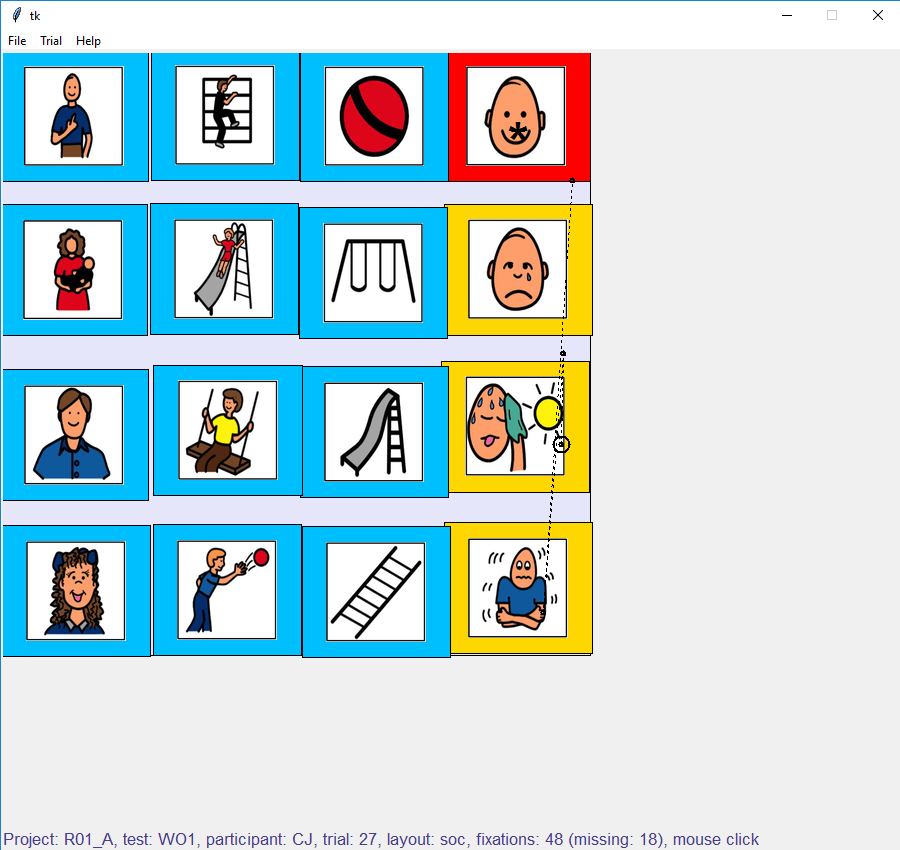 tk
File Trial Help
Project: R01_A, test: WO1, participant: CJ, trial: 27, layout: soc, fixations: 48 (missing: 18), mouse click